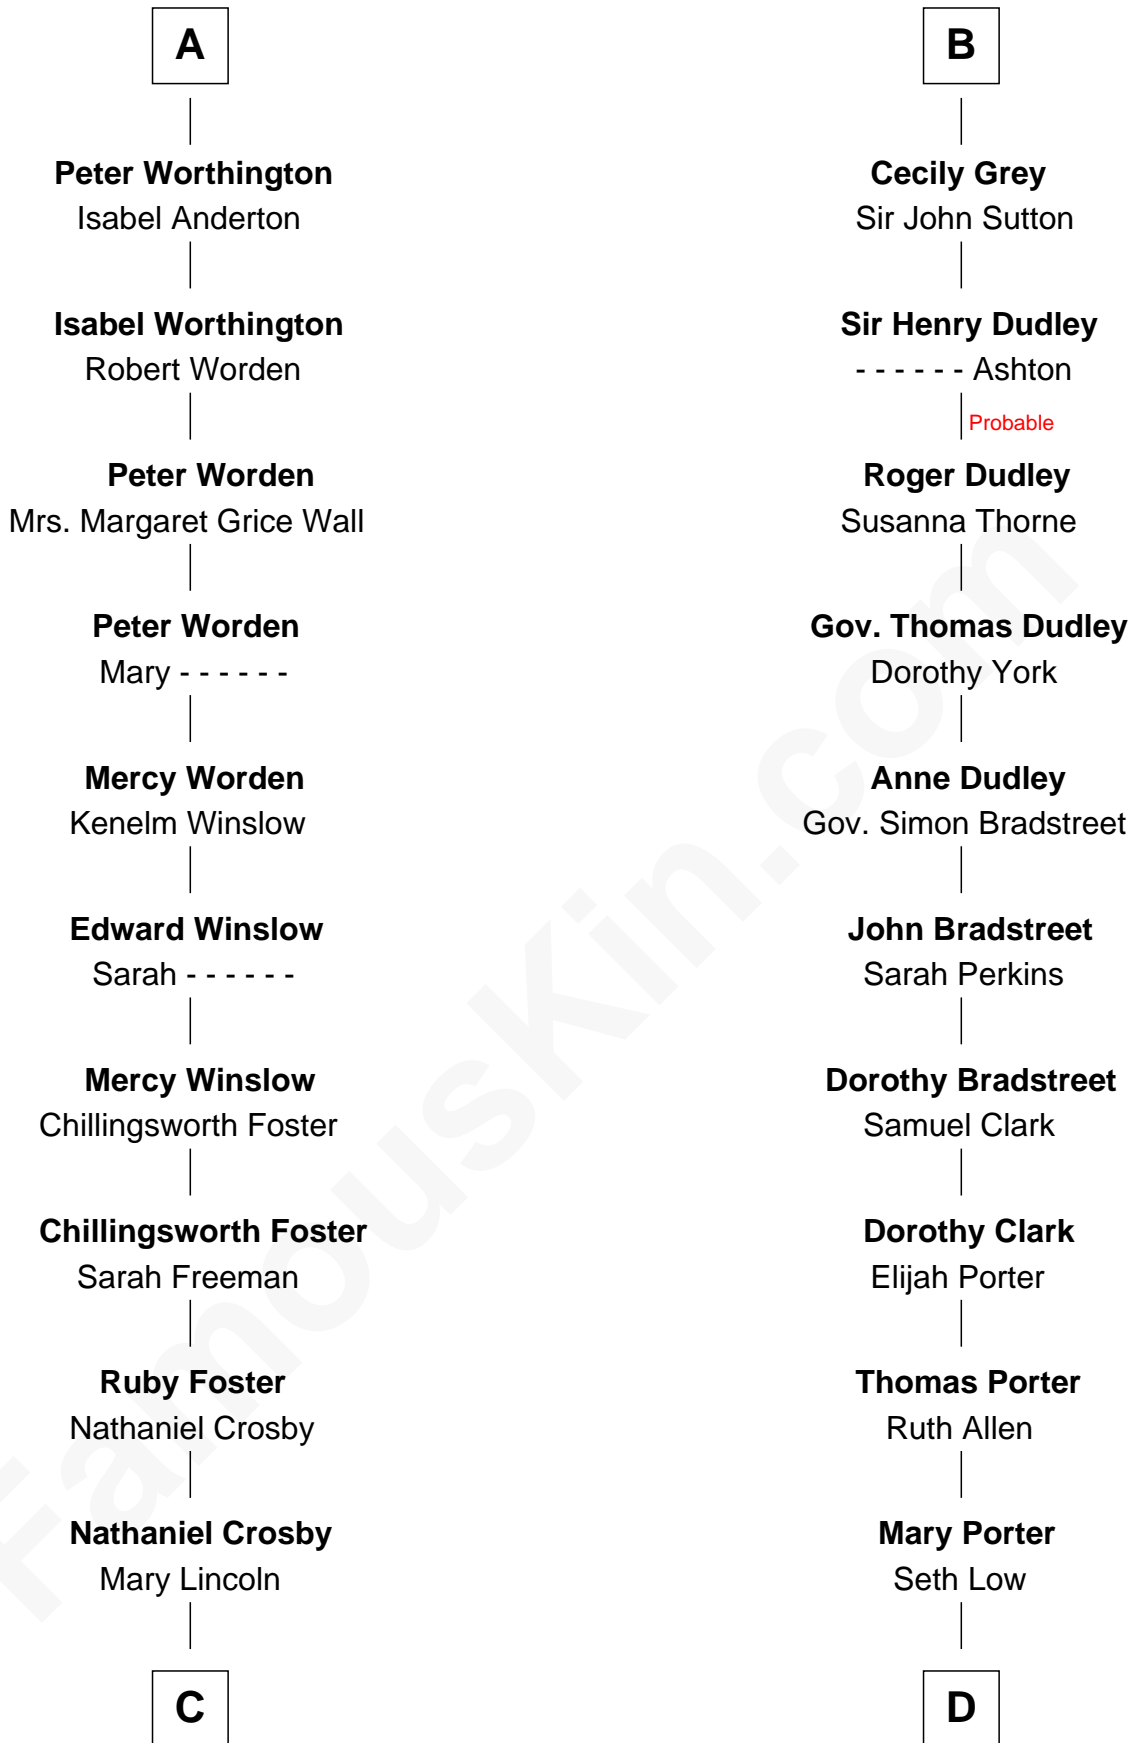 A
Peter Worthington
Isabel Anderton
Isabel Worthington
Robert Worden
Peter Worden
Mrs. Margaret Grice Wall
Peter Worden
Mary - - - - - -
Mercy Worden
Kenelm Winslow
Edward Winslow
Sarah - - - - - -
Mercy Winslow
Chillingsworth Foster
Chillingsworth Foster
Sarah Freeman
Ruby Foster
Nathaniel Crosby
Nathaniel Crosby
Mary Lincoln
C
B
Cecily Grey
Sir John Sutton
Sir Henry Dudley
- - - - - - Ashton
Probable
Roger Dudley
Susanna Thorne
Gov. Thomas Dudley
Dorothy York
Anne Dudley
Gov. Simon Bradstreet
John Bradstreet
Sarah Perkins
Dorothy Bradstreet
Samuel Clark
Dorothy Clark
Elijah Porter
Thomas Porter
Ruth Allen
Mary Porter
Seth Low
D
FamousKin.com